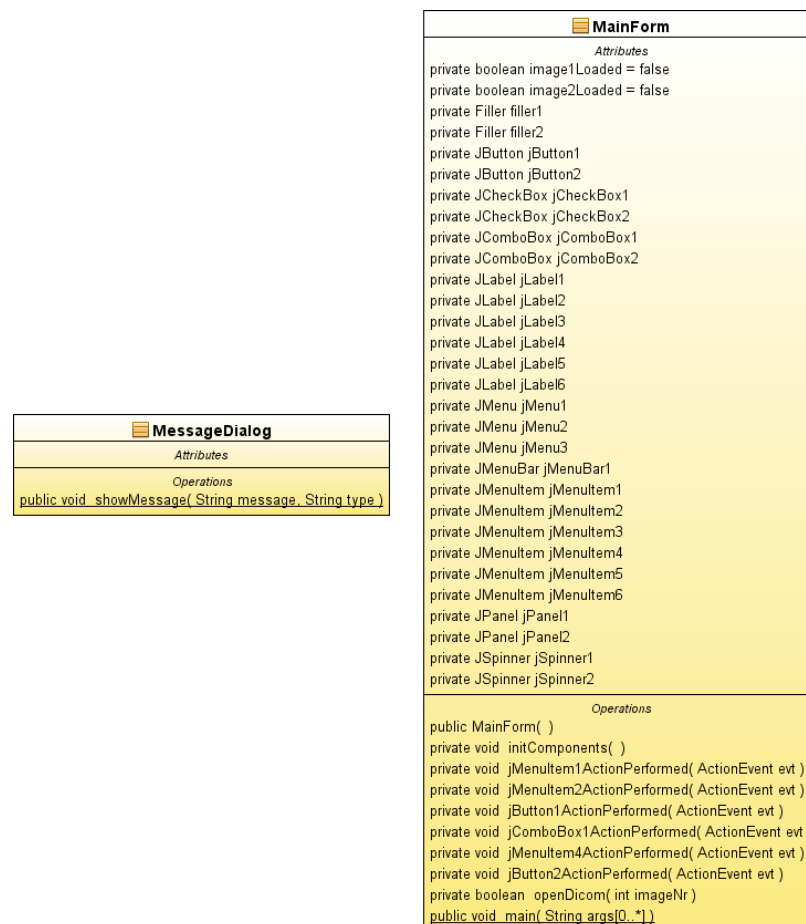 MessageDialog
Attributes
Operations
public void showMessage( String message, String type )
MainForm
Attributes
private boolean image1Loaded = false
private boolean image2Loaded = false
private Filler filler1
private Filler filler2
private JButton jButton1
private JButton jButton2
private JCheckBox jCheckBox1
private JCheckBox jCheckBox2
private JComboBox jComboBox1
private JComboBox jComboBox2
private JLabel jLabel1
private JLabel jLabel2
private JLabel jLabel3
private JLabel jLabel4
private JLabel jLabel5
private JLabel jLabel6
private JMenu jMenu1
private JMenu jMenu2
private JMenu jMenu3
private JMenuBar jMenuBar1
private JMenuItem jMenuItem1
private JMenuItem jMenuItem2
private JMenuItem jMenuItem3
private JMenuItem jMenuItem4
private JMenuItem jMenuItem5
private JMenuItem jMenuItem6
private JPanel jPanel1
private JPanel jPanel2
private JSpinner jSpinner1
private JSpinner jSpinner2
Operations
public MainForm( )
private void initComponents( )
private void jMenuItem1ActionPerformed( ActionEvent evt )
private void jMenuItem2ActionPerformed( ActionEvent evt )
private void jButton1ActionPerformed( ActionEvent evt )
private void jComboBox1ActionPerformed( ActionEvent evt
private void jMenuItem4ActionPerformed( ActionEvent evt )
private void jButton2ActionPerformed( ActionEvent evt )
private boolean openDicom( int imageNr )
public void main( String args[0..*] )